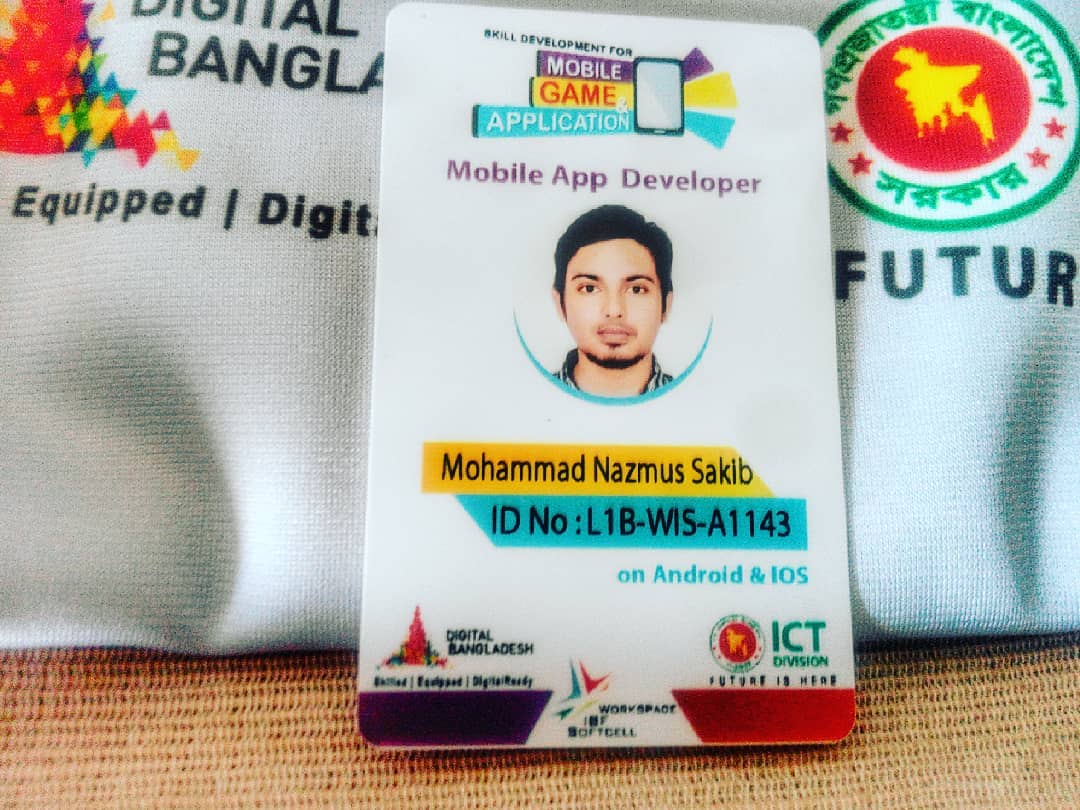 DIGITAL
BANGLA
Equipped | Digit
গণপ্রজাতন্ত্রী বাংলাদেশ
সরকার
FUTUR
SKILL DEVELOPMENT FOR
MOBILE
GAME
&
APPLICATION
Mobile App Developer
Mohammad Nazmus Sakib
ID No : L1B-WIS-A1143
on Android & IOS
DIGITAL
BANGLADESH
Skilled | Equipped | DigitalReady
ICT
DIVISION
FUTURE IS HERE
WORKSPACE
SOFTCELL